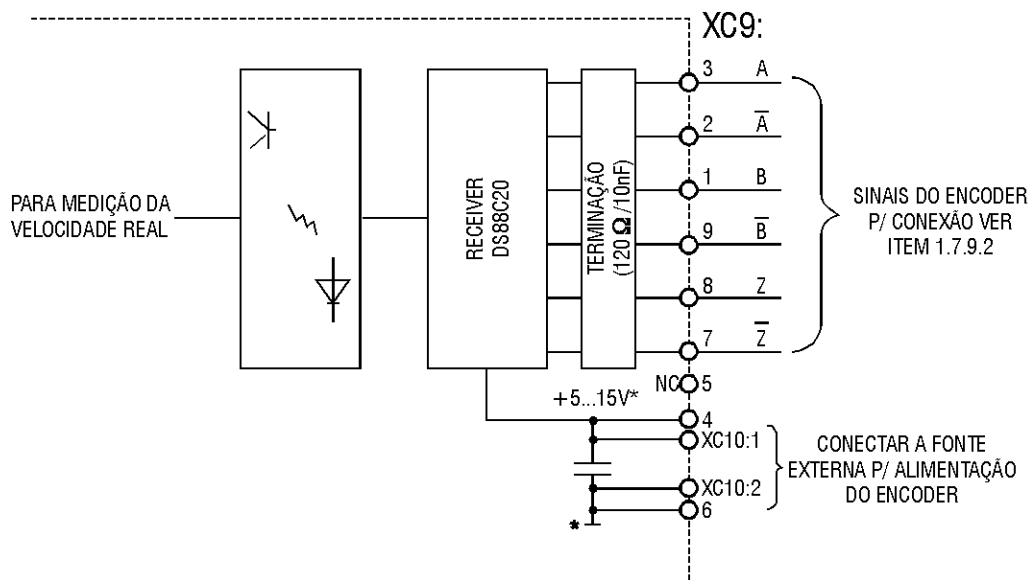 XC9:
3 A
2 A̅
1 B
9 B̅
8 Z
7 Z̅
NC 5
4
XC10:1
XC10:2
6
PARA MEDIÇÃO DA
VELOCIDADE REAL
RECEIVER
DS88C20
TERMINAÇÃO
(120 Ω /10nF)
SINAIS DO ENCODER
P/ CONEXÃO VER
ITEM 1.7.9.2
+5...15V*
*
CONECTAR A FONTE
EXTERNA P/ ALIMENTAÇÃO
DO ENCODER